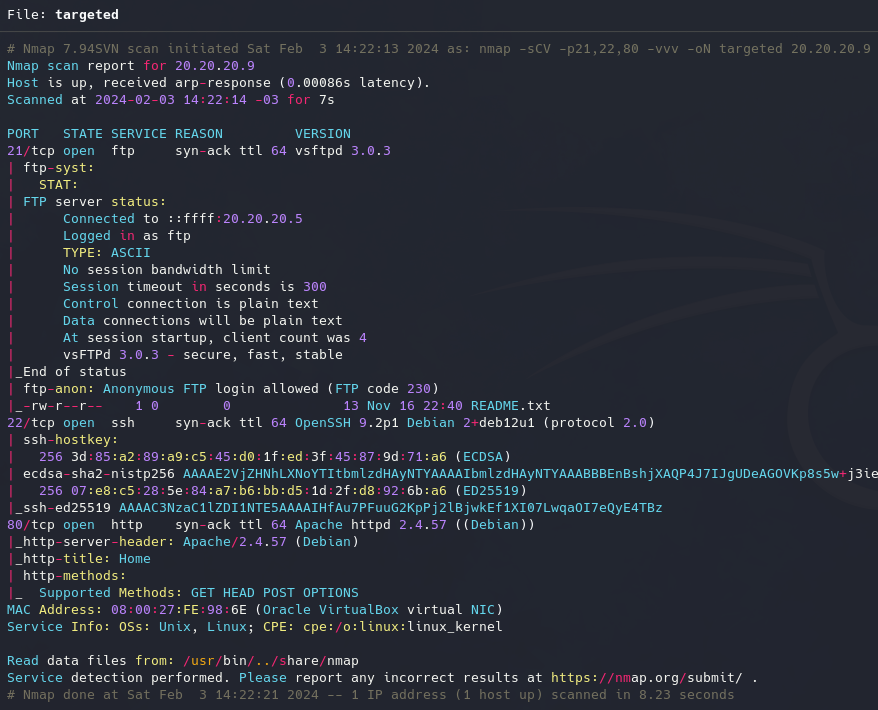 File: targeted
# Nmap 7.94SVN scan initiated Sat Feb  3 14:22:13 2024 as: nmap -sCV -p21,22,80 -vvv -oN targeted 20.20.20.9
Nmap scan report for 20.20.20.9
Host is up, received arp-response (0.00086s latency).
Scanned at 2024-02-03 14:22:14 -03 for 7s
PORT   STATE SERVICE REASON         VERSION
21/tcp open  ftp     syn-ack ttl 64 vsftpd 3.0.3
| ftp-syst:
|   STAT:
| FTP server status:
|      Connected to ::ffff:20.20.20.5
|      Logged in as ftp
|      TYPE: ASCII
|      No session bandwidth limit
|      Session timeout in seconds is 300
|      Control connection is plain text
|      Data connections will be plain text
|      At session startup, client count was 4
|      vsFTPd 3.0.3 - secure, fast, stable
|_End of status
| ftp-anon: Anonymous FTP login allowed (FTP code 230)
|_-rw-r--r--    1 0        0              13 Nov 16 22:40 README.txt
22/tcp open  ssh     syn-ack ttl 64 OpenSSH 9.2p1 Debian 2+deb12u1 (protocol 2.0)
| ssh-hostkey:
|   256 3d:85:a2:89:a9:c5:45:d0:1f:ed:3f:45:87:9d:71:a6 (ECDSA)
| ecdsa-sha2-nistp256 AAAAE2VjZHNhLXNoYTItbmlzdHAyNTYAAAAIbmlzdHAyNTYAAABBBEnBshjXAQP4J7IJgUDeAGOVKp8s5w+j3ie
|   256 07:e8:c5:28:5e:84:a7:b6:bb:d5:1d:2f:d8:92:6b:a6 (ED25519)
|_ssh-ed25519 AAAAC3NzaC1lZDI1NTE5AAAAIHfAu7PFuuG2KpPj2lBjwkEf1XI07LwqaOI7eQyE4TBz
80/tcp open  http    syn-ack ttl 64 Apache httpd 2.4.57 ((Debian))
|_http-server-header: Apache/2.4.57 (Debian)
|_http-title: Home
| http-methods:
|_  Supported Methods: GET HEAD POST OPTIONS
MAC Address: 08:00:27:FE:98:6E (Oracle VirtualBox virtual NIC)
Service Info: OSs: Unix, Linux; CPE: cpe:/o:linux:linux_kernel
Read data files from: /usr/bin/../share/nmap
Service detection performed. Please report any incorrect results at https://nmap.org/submit/ .
# Nmap done at Sat Feb  3 14:22:21 2024 -- 1 IP address (1 host up) scanned in 8.23 seconds